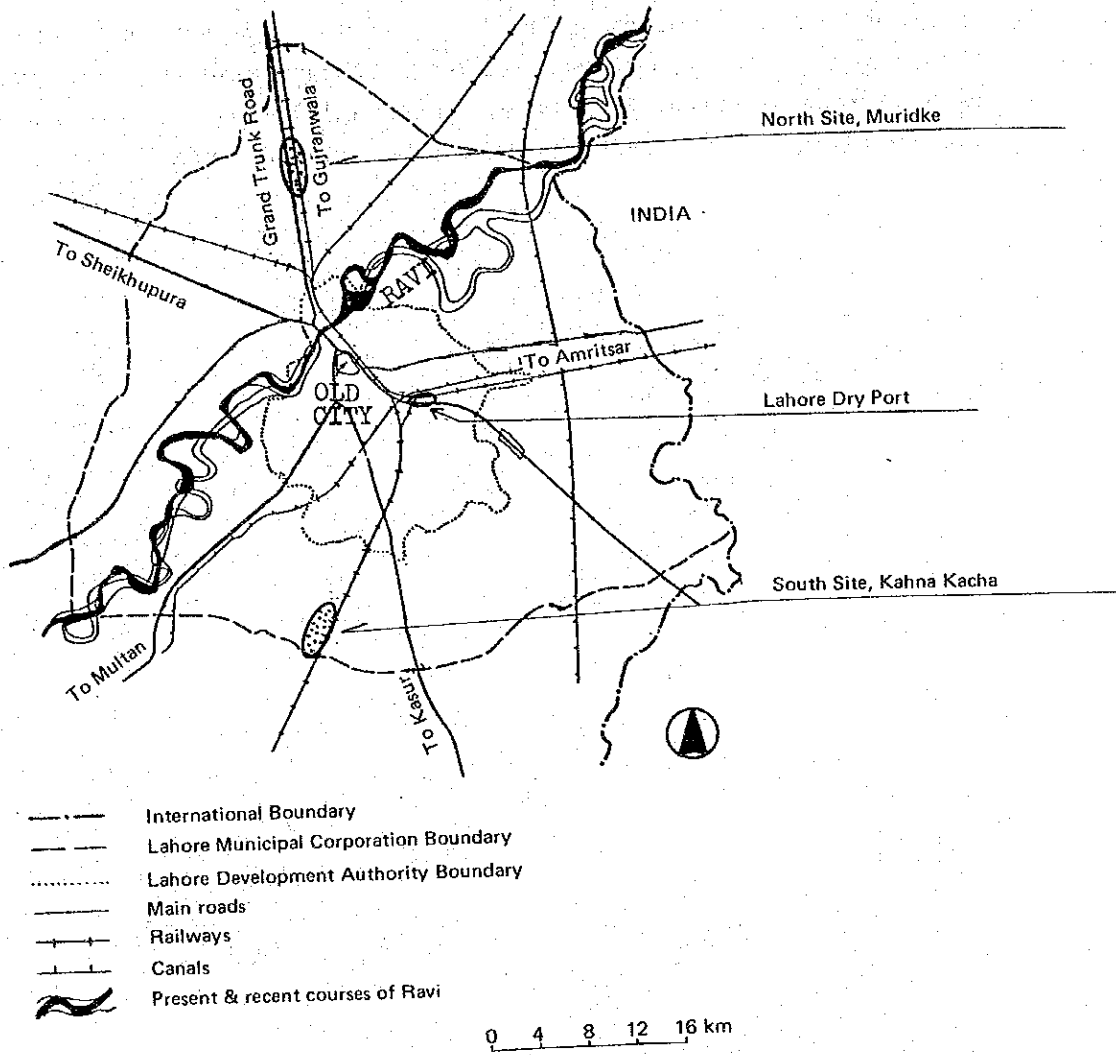 North Site, Muridke
Grand Trunk Road
To Gujranwala
INDIA
To Sheikhupura
RAVI
To Amritsar
OLD
CITY
Lahore Dry Port
South Site, Kahna Kacha
To Multan
To Kasur
International Boundary
Lahore Municipal Corporation Boundary
Lahore Development Authority Boundary
Main roads
Railways
Canals
Present & recent courses of Ravi
0 4 8 12 16 km